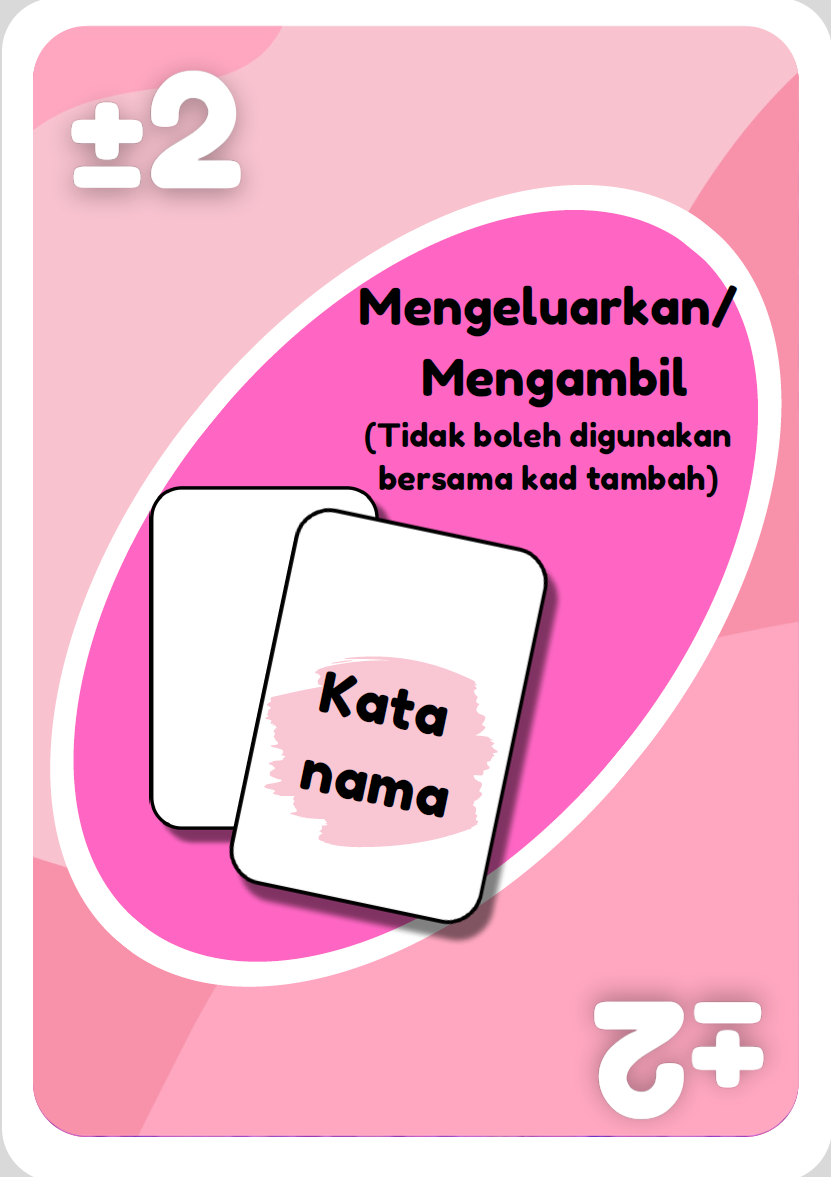 ±2
Mengeluarkan/
Mengambil
(Tidak boleh digunakan
bersama kad tambah)
Kata
nama
±2